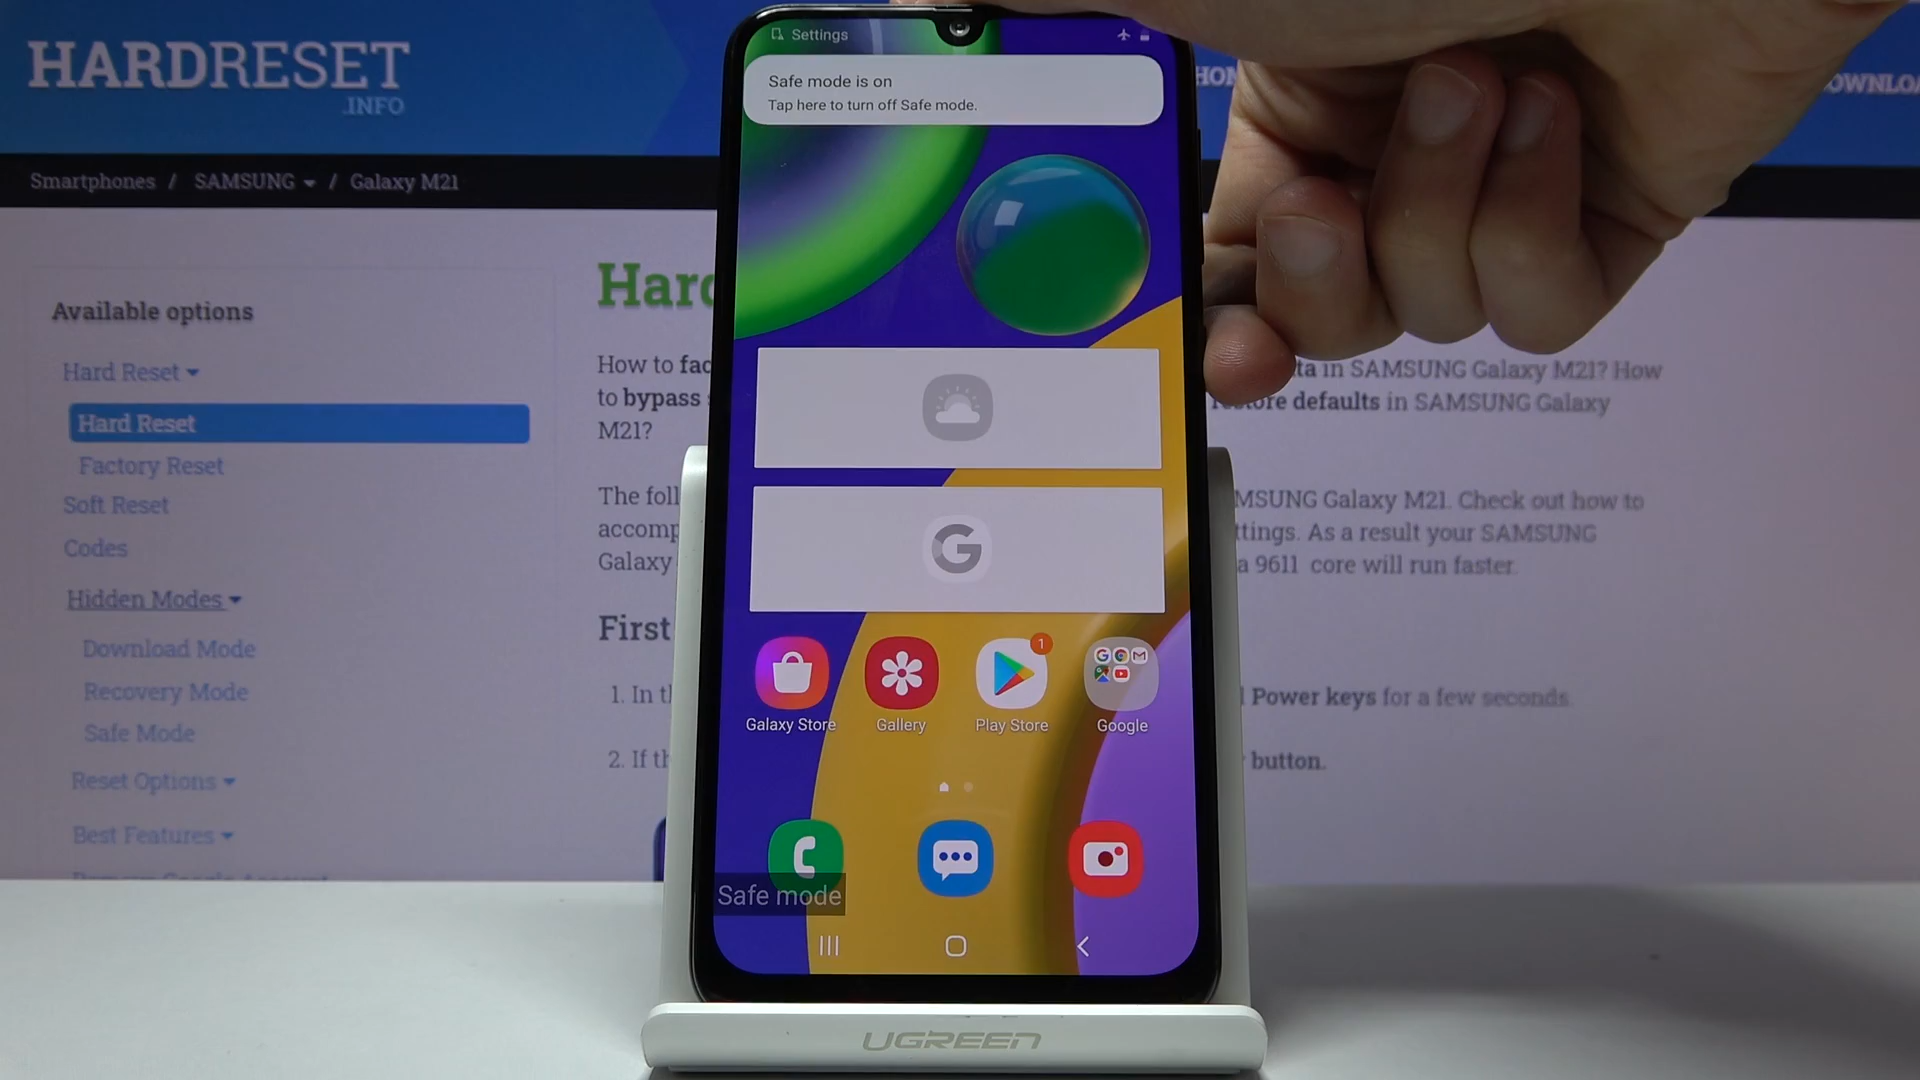 HARDRESET
.INFO
Smartphones / SAMSUNG / Galaxy M21
Available options
Hard Reset
Hard Reset
Factory Reset
Soft Reset
Codes
Hidden Modes
Download Mode
Recovery Mode
Safe Mode
Reset Options
Best Features
Hard
How to fac
to bypass
M21?
The foll
accomp
Galaxy
First
1. In t
2. If th
Settings
Safe mode is on
Tap here to turn off Safe mode.
G
1
Galaxy Store
Gallery
Play Store
Google
Safe mode
UGREEN
ta in SAMSUNG Galaxy M21? How
restore defaults in SAMSUNG Galaxy
MSUNG Galaxy M21. Check out how to
ttings. As a result your SAMSUNG
a 9611 core will run faster.
Power keys for a few seconds.
button.